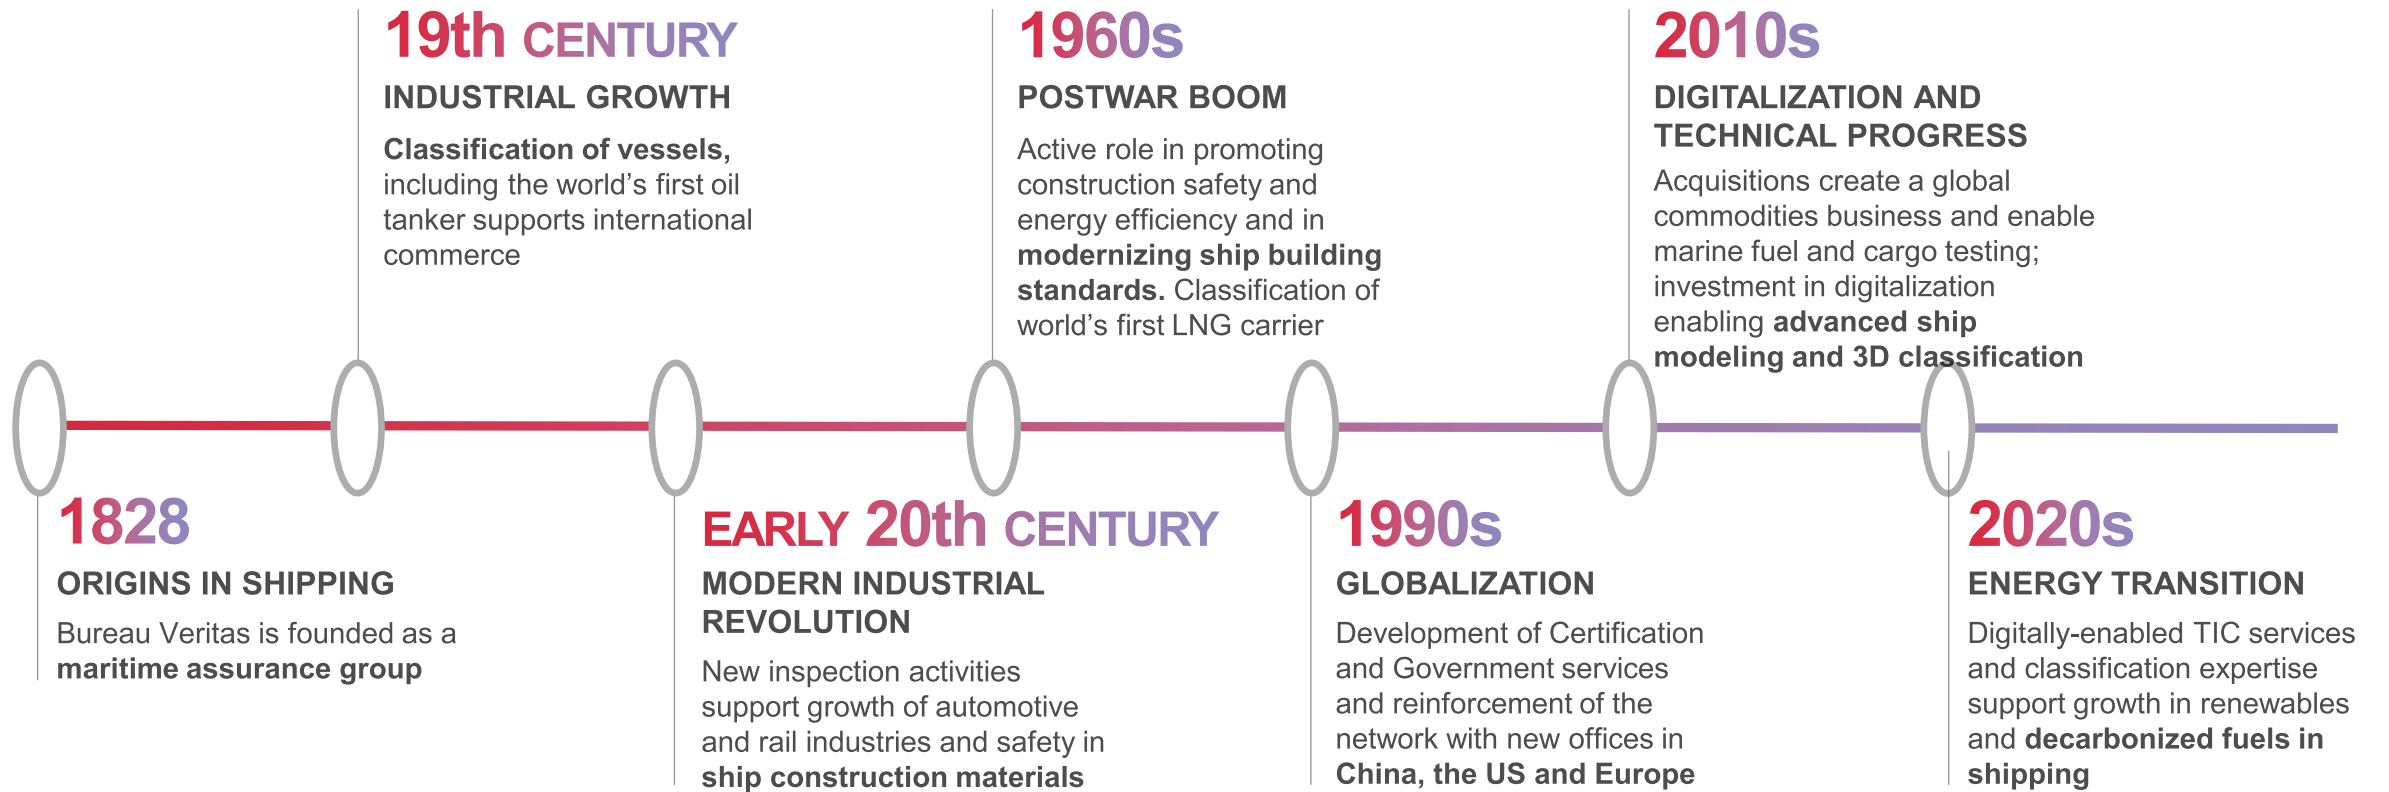 1828
ORIGINS IN SHIPPING
Bureau Veritas is founded as a
maritime assurance group
19th CENTURY
INDUSTRIAL GROWTH
Classification of vessels,
including the world’s first oil
tanker supports international
commerce
EARLY 20th CENTURY
MODERN INDUSTRIAL
REVOLUTION
New inspection activities
support growth of automotive
and rail industries and safety in
ship construction materials
1960s
POSTWAR BOOM
Active role in promoting
construction safety and
energy efficiency and in
modernizing ship building
standards. Classification of
world’s first LNG carrier
1990s
GLOBALIZATION
Development of Certification
and Government services
and reinforcement of the
network with new offices in
China, the US and Europe
2010s
DIGITALIZATION AND
TECHNICAL PROGRESS
Acquisitions create a global
commodities business and enable
marine fuel and cargo testing;
investment in digitalization
enabling advanced ship
modeling and 3D classification
2020s
ENERGY TRANSITION
Digitally-enabled TIC services
and classification expertise
support growth in renewables
and decarbonized fuels in
shipping